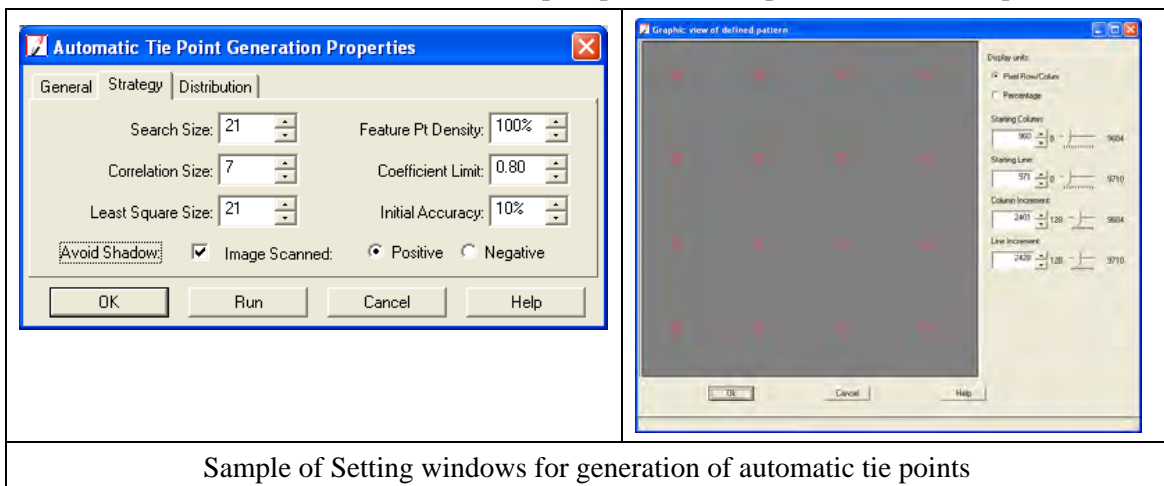 Automatic Tie Point Generation Properties
General Strategy Distribution
Search Size: 21 Feature Pt Density: 100%
Correlation Size: 7 Coefficient Limit: 0.80
Least Square Size: 21 Initial Accuracy: 10%
Avoid Shadow: Image Scanned: Positive Negative
OK Run Cancel Help
Graphic view of defined pattern
Display units:
Pixel Row/Column
Percentage
Starting Column:
960 0 9604
Starting Line:
971 0 9710
Column Increment:
2401 128 9604
Line Increment:
2428 128 9710
Ok Cancel Help
Sample of Setting windows for generation of automatic tie points